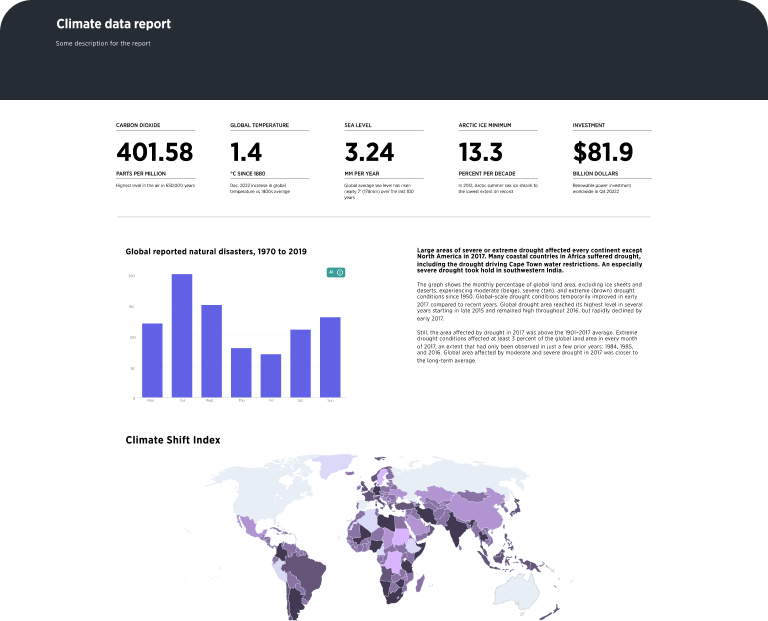 Climate data report
Some description for the report
CARBON DIOXIDE
401.58
PARTS PER MILLION
Highest level in the air in 650,000 years
GLOBAL TEMPERATURE
1.4
°C SINCE 1880
Dec. 2022 increase in global
temperature vs 1800s average
SEA LEVEL
3.24
MM PER YEAR
Global average sea level has risen
nearly 7" (178mm) over the last 100
years
ARCTIC ICE MINIMUM
13.3
PERCENT PER DECADE
In 2012, Arctic summer sea ice shrank to
the lowest extent on record
INVESTMENT
$81.9
BILLION DOLLARS
Renewable power investment
worldwide in Q4 20232
Global reported natural disasters, 1970 to 2019
AI
Mon
Tue
Wed
Thu
Fri
Sat
Sun
Large areas of severe or extreme drought affected every continent except
North America in 2017. Many coastal countries in Africa suffered drought,
including the drought driving Cape Town water restrictions. An especially
severe drought took hold in southwestern India.
The graph shows the monthly percentage of global land area, excluding ice sheets and
deserts, experiencing moderate (beige), severe (tan), and extreme (brown) drought
conditions since 1950. Global-scale drought conditions temporarily improved in early
2017 compared to recent years. Global drought area reached its highest level in several
years starting in late 2015 and remained high throughout 2016, but rapidly declined by
early 2017.
Still, the area affected by drought in 2017 was above the 1901–2017 average. Extreme
drought conditions affected at least 3 percent of the global land area in every month
of 2017, an extent that had only been observed in just a few prior years: 1984, 1985,
and 2016. Global area affected by moderate and severe drought in 2017 was closer to
the long-term average.
Climate Shift Index